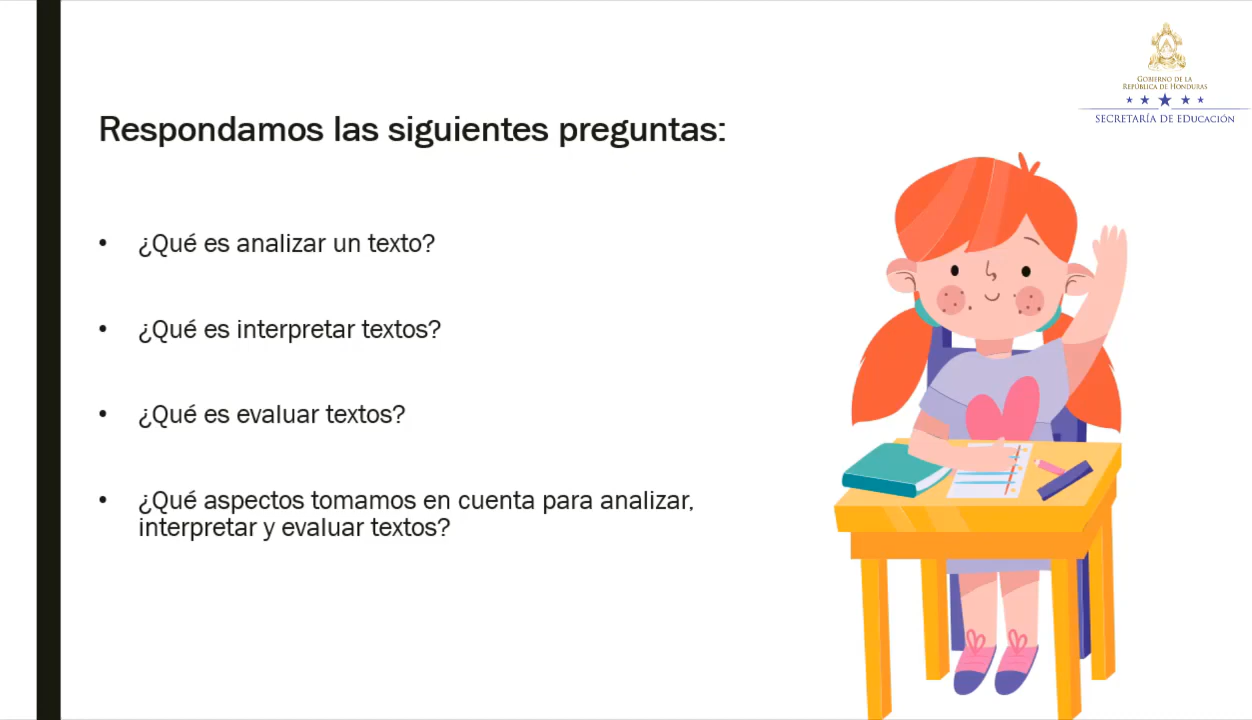 GOBIERNO DE LA
REPÚBLICA DE HONDURAS
SECRETARÍA DE EDUCACIÓN
Respondamos las siguientes preguntas:
• ¿Qué es analizar un texto?
• ¿Qué es interpretar textos?
• ¿Qué es evaluar textos?
• ¿Qué aspectos tomamos en cuenta para analizar,
interpretar y evaluar textos?